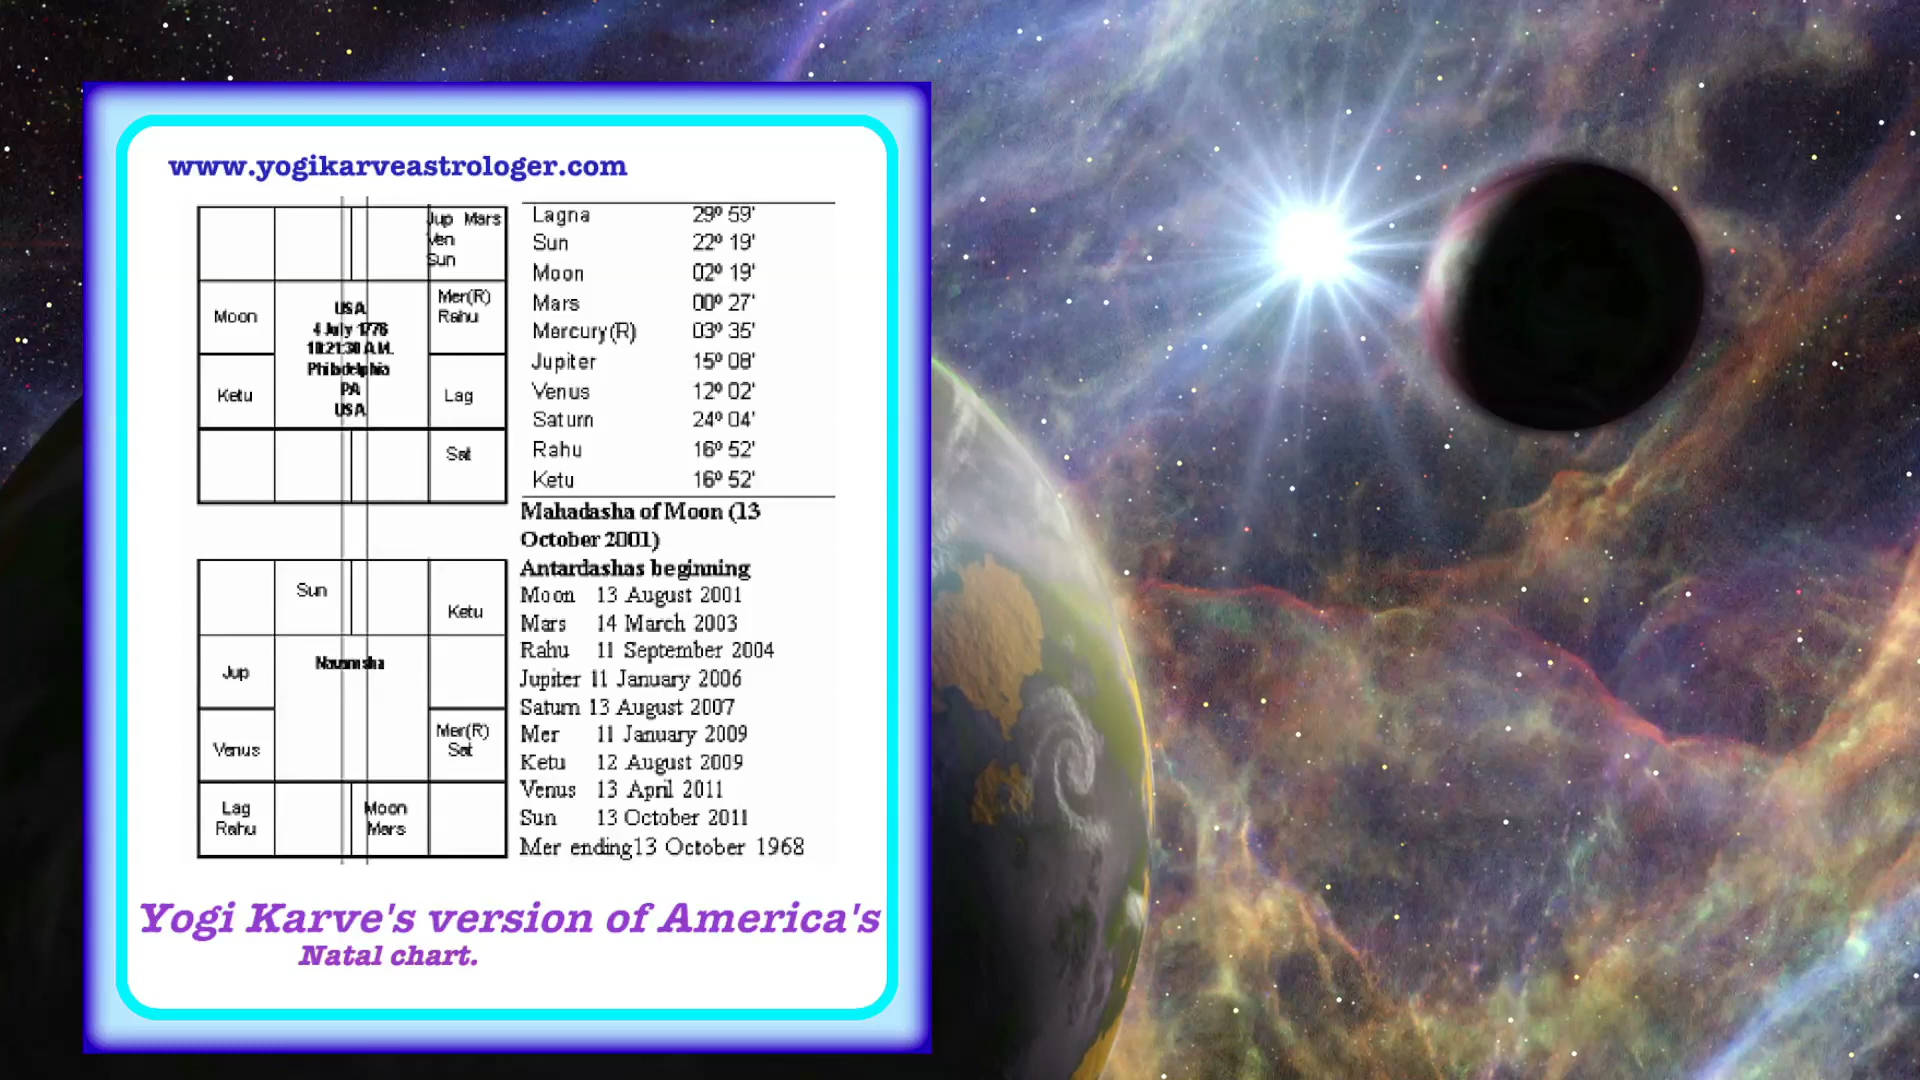 www.yogikarveastrologer.com
Jup Mars
Ven
Sun
Moon
USA
4 July 1776
10:21:30 A.M.
Philadelphia
PA
USA
Mer(R)
Rahu
Ketu
Lag
Sat
Lagna 29º 59'
Sun 22º 19'
Moon 02º 19'
Mars 00º 27'
Mercury(R) 03º 35'
Jupiter 15º 08'
Venus 12º 02'
Saturn 24º 04'
Rahu 16º 52'
Ketu 16º 52'
Mahadasha of Moon (13
October 2001)
Antardashas beginning
Moon 13 August 2001
Mars 14 March 2003
Rahu 11 September 2004
Jupiter 11 January 2006
Saturn 13 August 2007
Mer 11 January 2009
Ketu 12 August 2009
Venus 13 April 2011
Sun 13 October 2011
Mer ending13 October 1968
Sun
Ketu
Jup
Navamsha
Venus
Mer(R)
Sat
Lag
Rahu
Moon
Mars
Yogi Karve's version of America's
Natal chart.